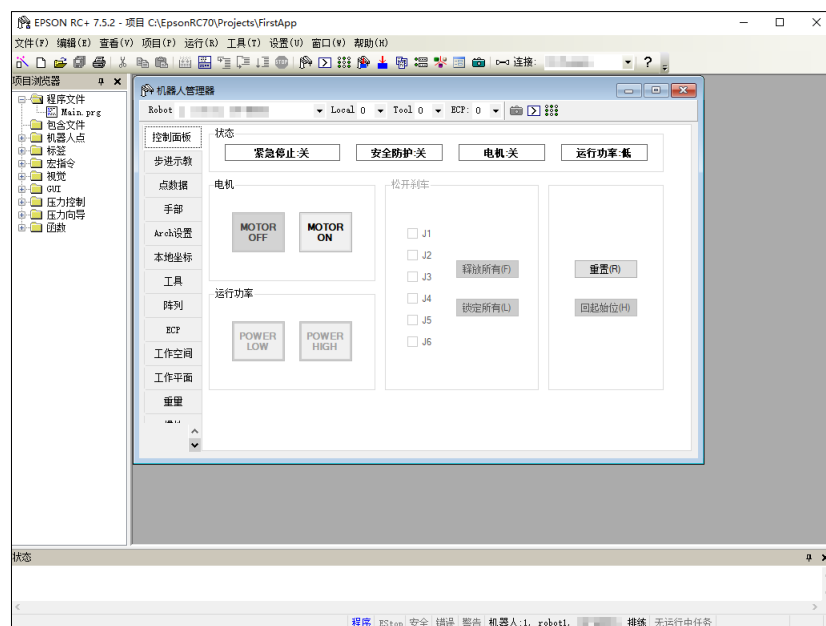 EPSON RC+ 7.5.2 - 项目 C:\EpsonRC70\Projects\FirstApp
文件(F) 编辑(E) 查看(V) 项目(P) 运行(R) 工具(T) 设置(U) 窗口(W) 帮助(H)
连接:
项目浏览器
程序文件
Main.prg
包含文件
机器人点
标签
宏指令
视觉
GUI
压力控制
压力向导
函数
机器人管理器
Robot Local 0 Tool 0 ECP: 0
控制面板
步进示教
点数据
手部
Arch设置
本地坐标
工具
阵列
ECP
工作空间
工作平面
重量
状态
紧急停止:关 安全防护:关 电机:关 运行功率:低
电机
MOTOR OFF
MOTOR ON
运行功率
POWER LOW
POWER HIGH
松开刹车
J1
J2
J3
J4
J5
J6
释放所有(F)
锁定所有(L)
重置(R)
回起始位(H)
状态
程序 EStop 安全 错误 警告 机器人:1, robot1, 排练 无运行中任务